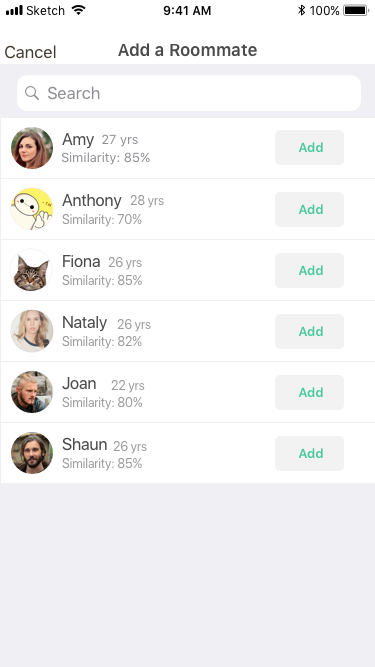 Sketch 9:41 AM 100%
Cancel Add a Roommate
Search
Amy 27 yrs
Similarity: 85%
Add
Anthony 28 yrs
Similarity: 70%
Add
Fiona 26 yrs
Similarity: 85%
Add
Nataly 26 yrs
Similarity: 82%
Add
Joan 22 yrs
Similarity: 80%
Add
Shaun 26 yrs
Similarity: 85%
Add